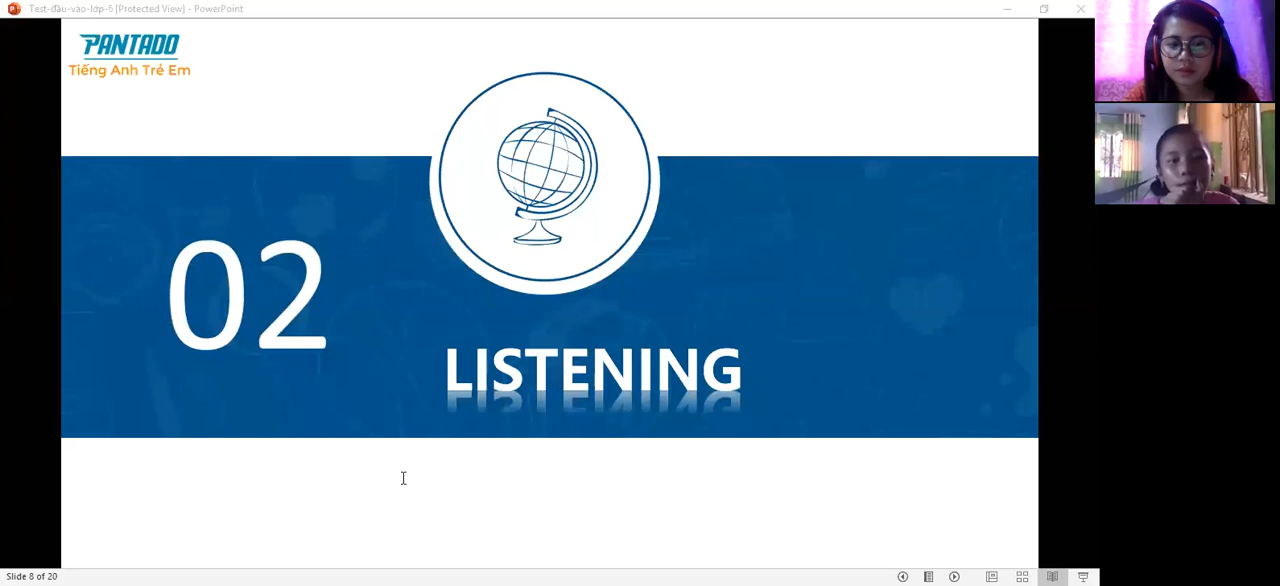 Test-đầu-vào-lớp-6 [Protected View] - PowerPoint
PANTADO
Tiếng Anh Trẻ Em
02
LISTENING
Slide 8 of 20